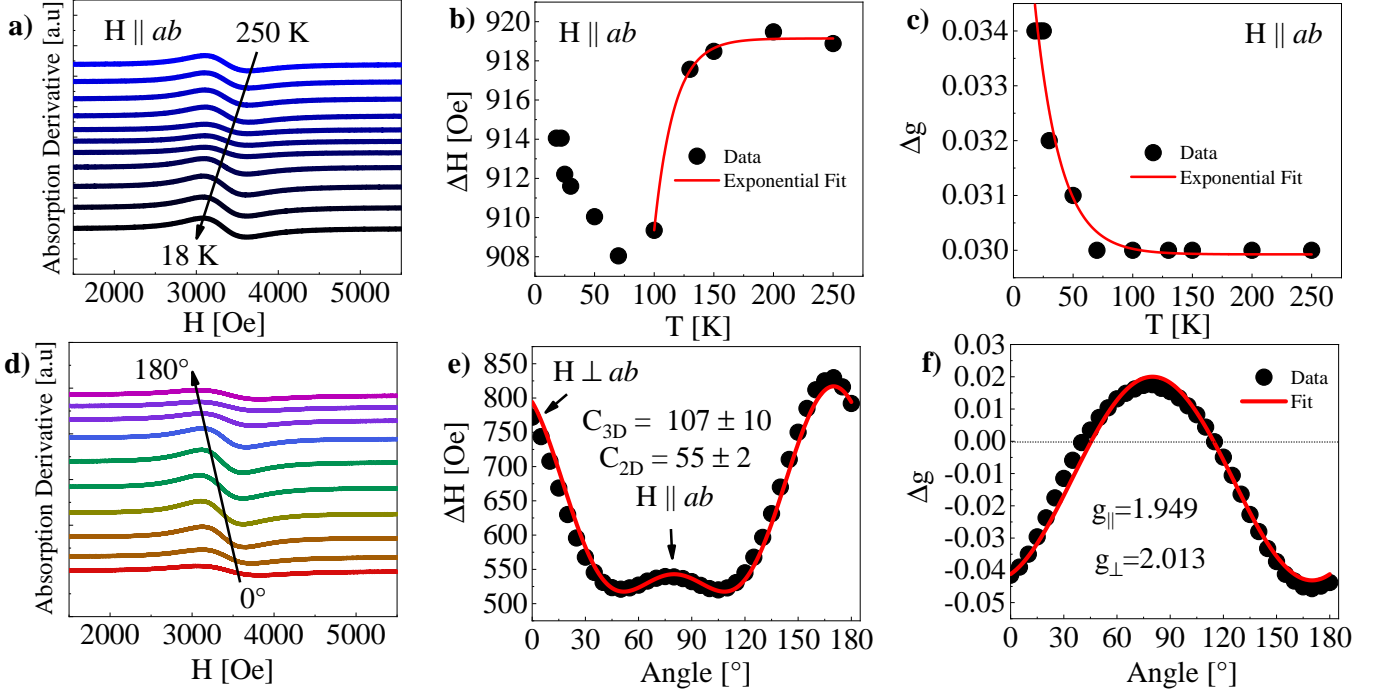 a)
H || ab
250 K
18 K
Absorption Derivative [a.u]
2000 3000 4000 5000
H [Oe]
b)
H || ab
920
918
916
914
912
910
908
ΔH [Oe]
Data
Exponential Fit
0 50 100 150 200 250
T [K]
c)
H || ab
0.034
0.033
0.032
0.031
0.030
Δg
Data
Exponential Fit
0 50 100 150 200 250
T [K]
d)
180°
0°
Absorption Derivative [a.u]
2000 3000 4000 5000
H [Oe]
e)
H ⊥ ab
C3D = 107 ± 10
C2D = 55 ± 2
H || ab
800
750
700
650
600
550
500
ΔH [Oe]
0 30 60 90 120 150 180
Angle [°]
f)
0.03
0.02
0.01
0.00
-0.01
-0.02
-0.03
-0.04
-0.05
Δg
Data
Fit
g||=1.949
g⊥=2.013
0 30 60 90 120 150 180
Angle [°]